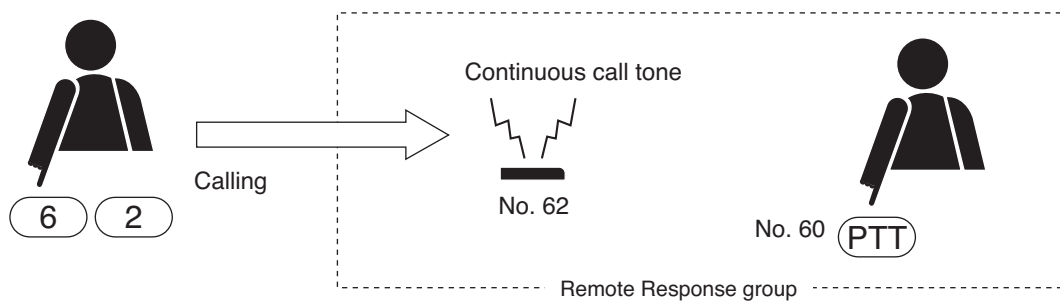 Continuous call tone
Calling
6 2
No. 62
No. 60 PTT
Remote Response group